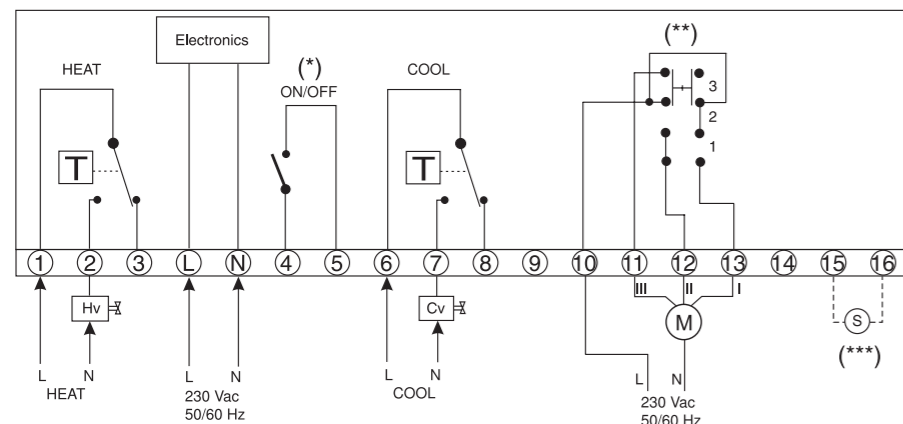 Electronics
HEAT
(*)
ON/OFF
COOL
(**)
3
2
1
T
T
1 2 3 L N 4 5 6 7 8 9 10 11 12 13 14 15 16
III II I
Hv
Cv
M
S
(***)
L N
HEAT
L N
230 Vac
50/60 Hz
L N
COOL
L N
230 Vac
50/60 Hz